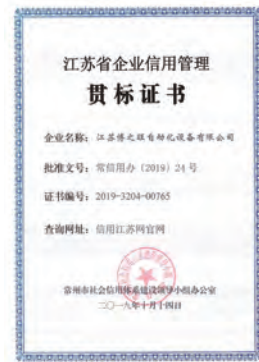 江苏省企业信用管理
贯标证书
企业名称：江苏博之旺自动化设备有限公司
批准文号：常信用办（2019）24号
证书编号：2019-3204-00765
查询网址：信用江苏网官网
常州市社会信用体系建设领导小组办公室
二〇一九年十月十四日